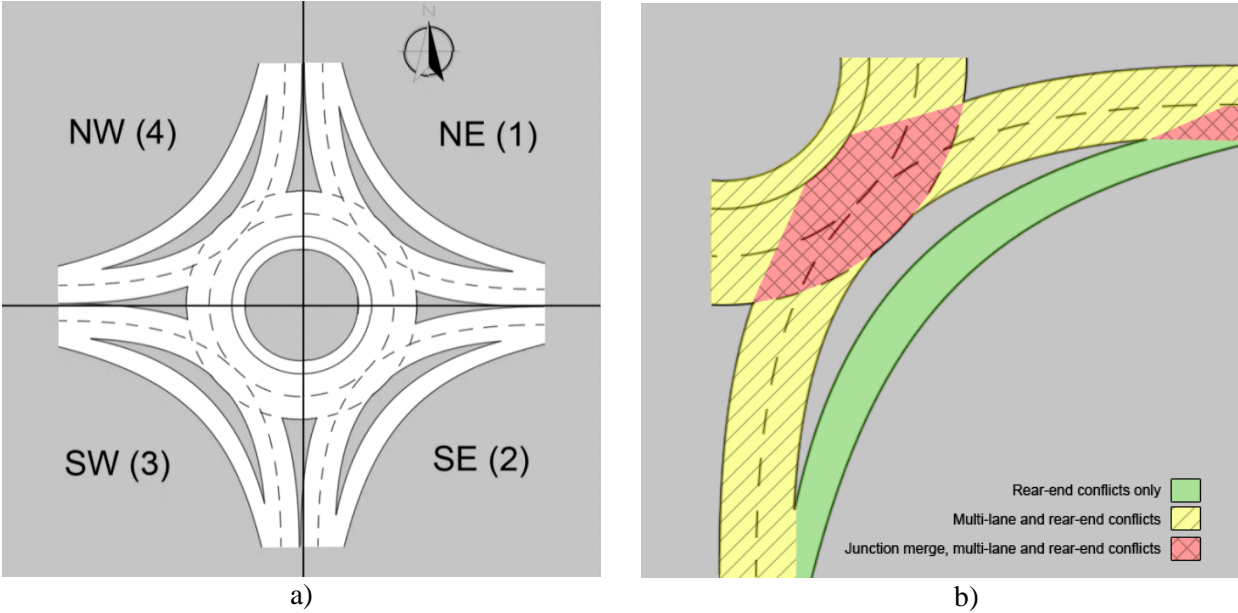 N
NW (4)
NE (1)
SW (3)
SE (2)
a)
Rear-end conflicts only
Multi-lane and rear-end conflicts
Junction merge, multi-lane and rear-end conflicts
b)